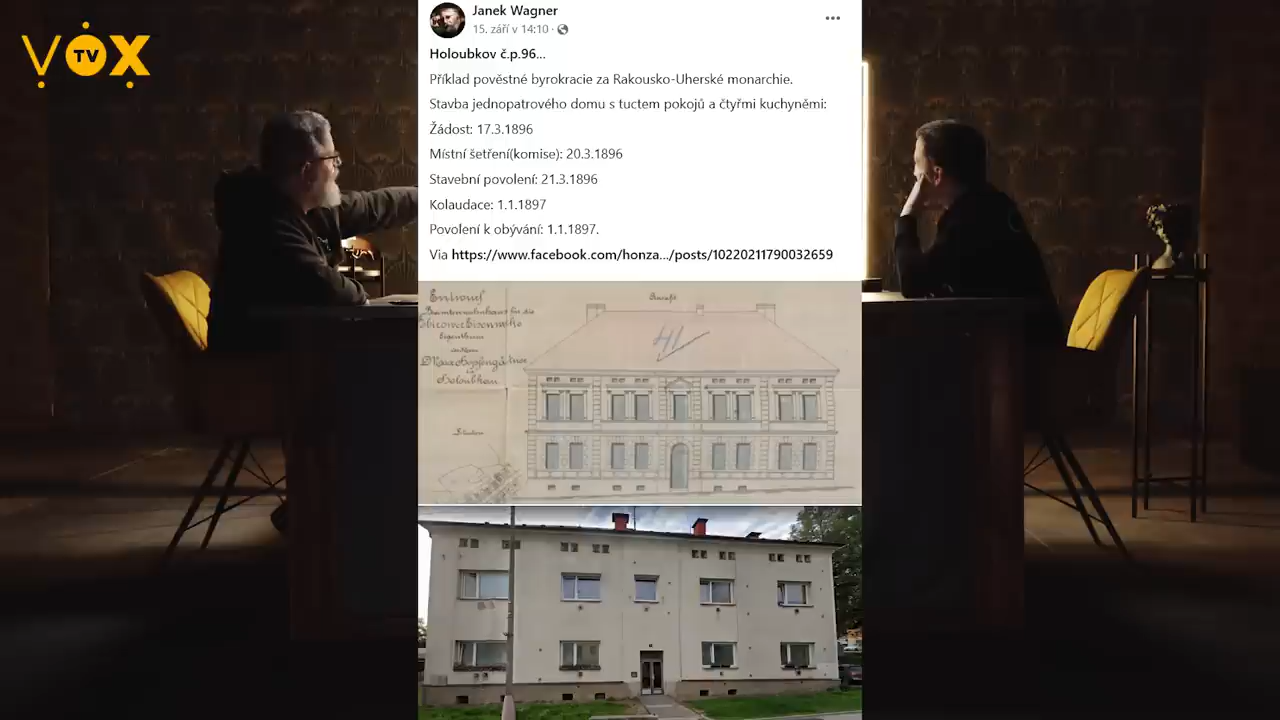 VOX
TV
Janek Wagner
15. září v 14:10 ·
Holoubkov č.p.96...
Příklad pověstné byrokracie za Rakousko-Uherské monarchie.
Stavba jednopatrového domu s tuctem pokojů a čtyřmi kuchyněmi:
Žádost: 17.3.1896
Místní šetření(komise): 20.3.1896
Stavební povolení: 21.3.1896
Kolaudace: 1.1.1897
Povolení k obývání: 1.1.1897.
Via https://www.facebook.com/honza.../posts/10220211790032659
Entwurf
Ansicht
41
Holoubkau